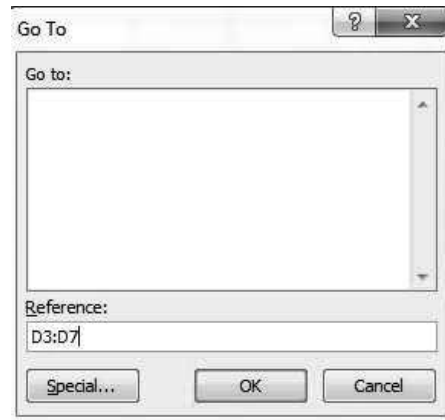 Go To
Go to:
Reference:
D3:D7
Special... OK Cancel